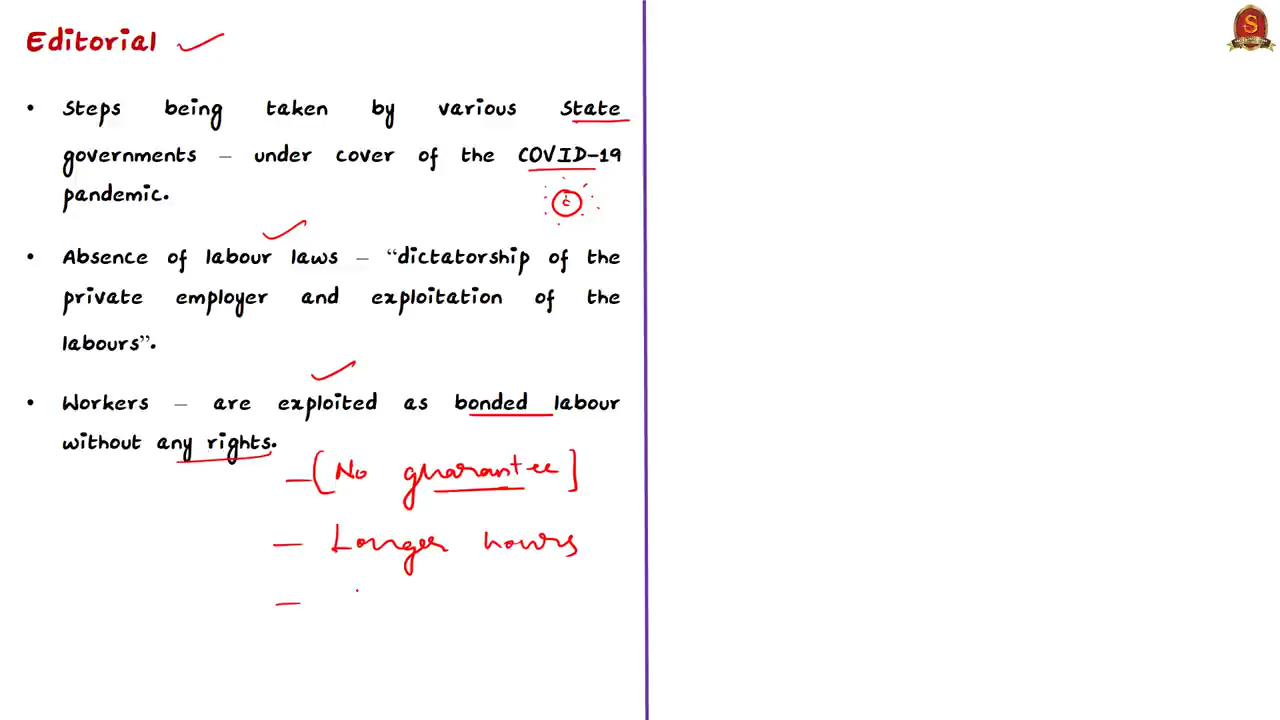 Editorial
• Steps being taken by various State
governments – under cover of the COVID-19
pandemic.
• Absence of labour laws – “dictatorship of the
private employer and exploitation of the
labours”.
• Workers – are exploited as bonded labour
without any rights.
– (No guarantee]
– Longer hours
–
S